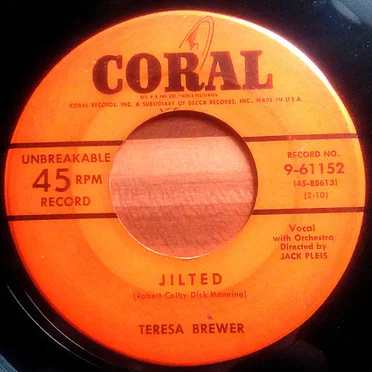 CORAL
CORAL RECORDS, INC. A SUBSIDIARY OF DECCA RECORDS, INC., MADE IN U.S.A.
UNBREAKABLE
45 RPM
RECORD
RECORD NO.
9-61152
(45-85613)
(2-10)
Vocal
with Orchestra
Directed by
JACK PLEIS
JILTED
(Robert Colby Dick Manning)
TERESA BREWER